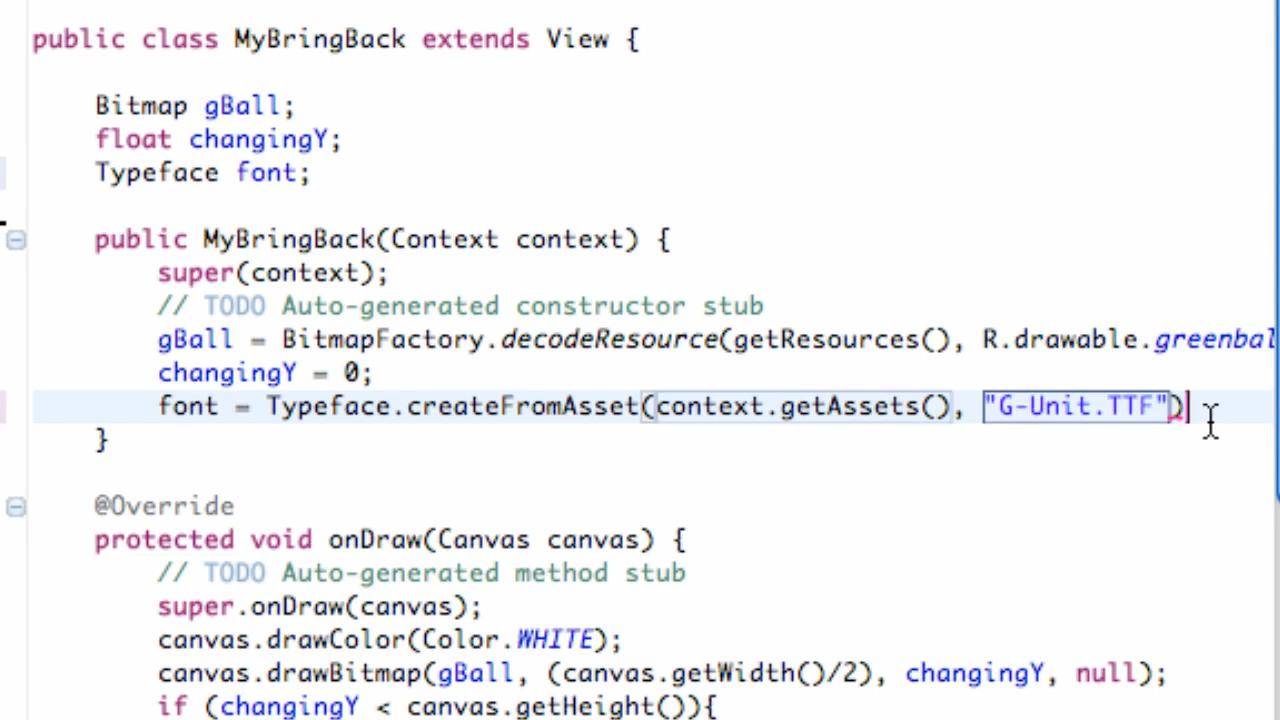 public class MyBringBack extends View {
Bitmap gBall;
float changingY;
Typeface font;
public MyBringBack(Context context) {
super(context);
// TODO Auto-generated constructor stub
gBall = BitmapFactory.decodeResource(getResources(), R.drawable.greenbal
changingY = 0;
font = Typeface.createFromAsset(context.getAssets(), "G-Unit.TTF")
}
@Override
protected void onDraw(Canvas canvas) {
// TODO Auto-generated method stub
super.onDraw(canvas);
canvas.drawColor(Color.WHITE);
canvas.drawBitmap(gBall, (canvas.getWidth()/2), changingY, null);
if (changingY < canvas.getHeight()){